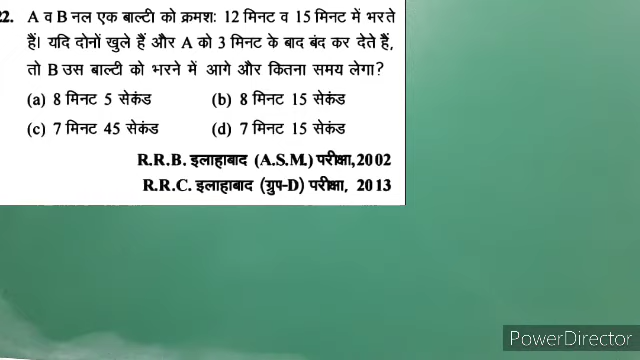 22. A व B नल एक बाल्टी को क्रमशः 12 मिनट व 15 मिनट में भरते
हैं। यदि दोनों खुले हैं और A को 3 मिनट के बाद बंद कर देते हैं,
तो B उस बाल्टी को भरने में आगे और कितना समय लेगा?
(a) 8 मिनट 5 सेकंड (b) 8 मिनट 15 सेकंड
(c) 7 मिनट 45 सेकंड (d) 7 मिनट 15 सेकंड
R.R.B. इलाहाबाद (A.S.M.) परीक्षा,2002
R.R.C. इलाहाबाद (ग्रुप-D) परीक्षा, 2013
PowerDirector